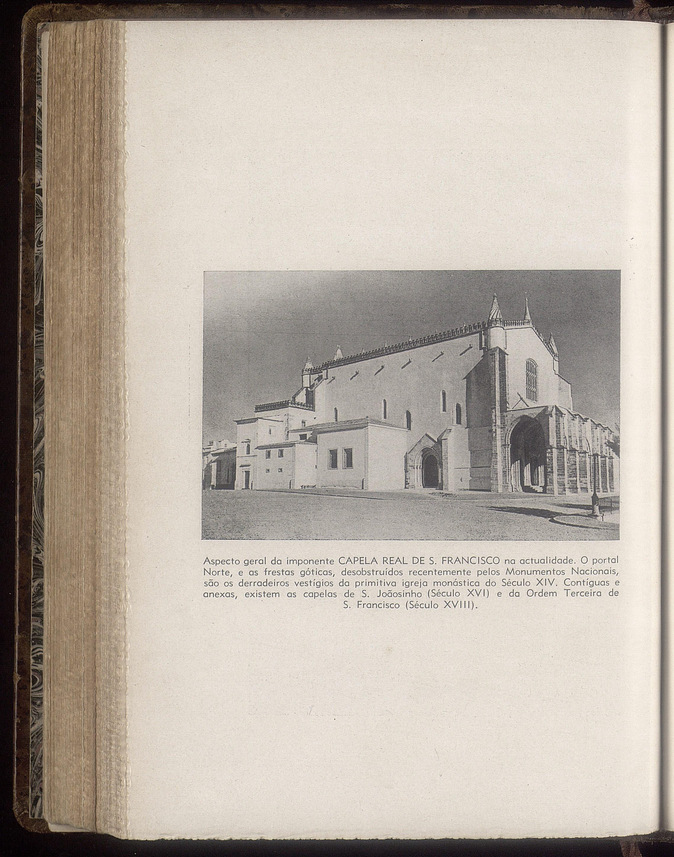 Aspecto geral da imponente CAPELA REAL DE S. FRANCISCO na actualidade. O portal
Norte, e as frestas góticas, desobstruídos recentemente pelos Monumentos Nacionais,
são os derradeiros vestígios da primitiva igreja monástica do Século XIV. Contíguas e
anexas, existem as capelas de S. Joãosinho (Século XVI) e da Ordem Terceira de
S. Francisco (Século XVIII).